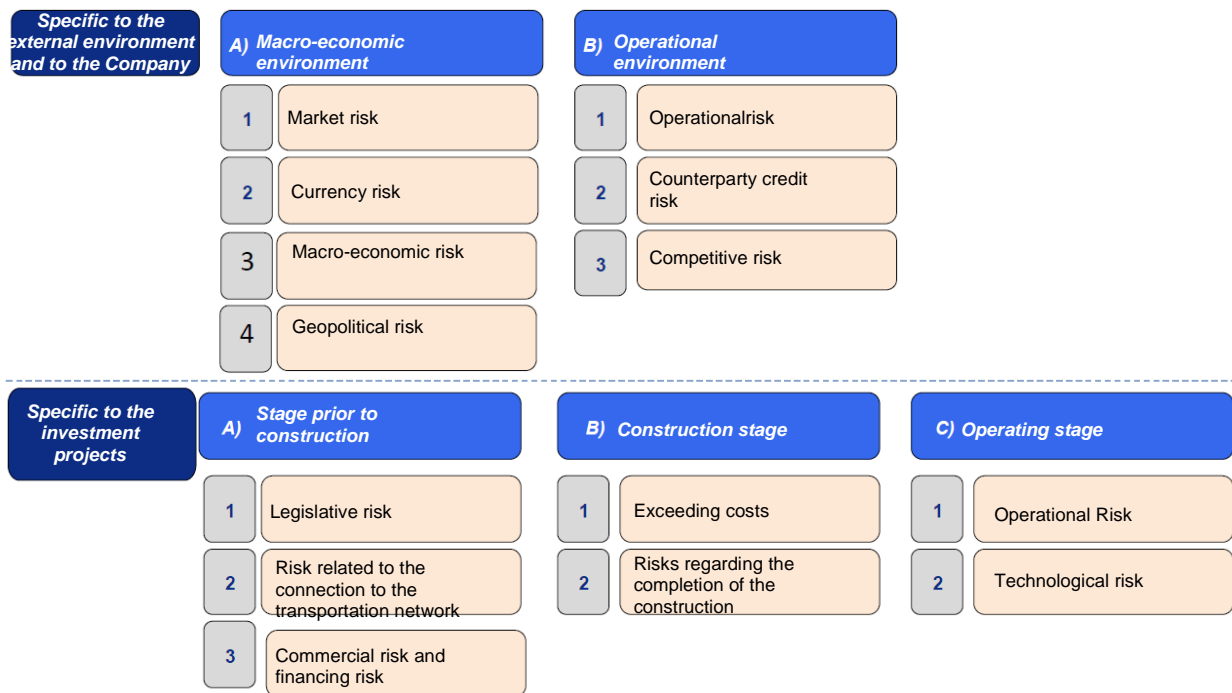 Specific to the
external environment
and to the Company
A) Macro-economic
environment
B) Operational
environment
1
Market risk
1
Operationalrisk
2
Currency risk
2
Counterparty credit
risk
3
Macro-economic risk
3
Competitive risk
4
Geopolitical risk
Specific to the
investment
projects
A) Stage prior to
construction
B) Construction stage
C) Operating stage
1
Legislative risk
1
Exceeding costs
1
Operational Risk
2
Risk related to the
connection to the
transportation network
2
Risks regarding the
completion of the
construction
2
Technological risk
3
Commercial risk and
financing risk